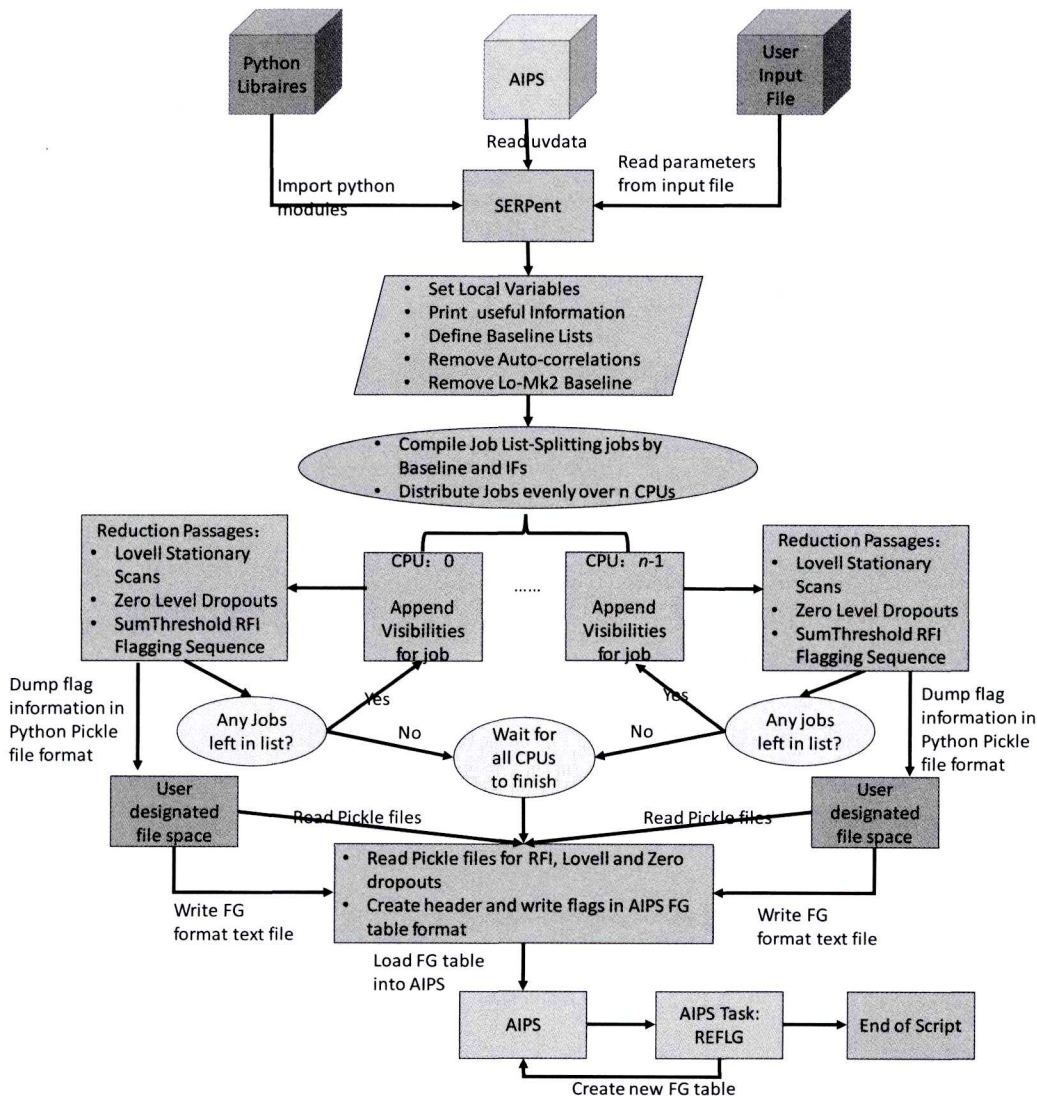 Python
Libraires
AIPS
User
Input
File
Read uvdata
Import python
modules
Read parameters
from input file
SERPent
• Set Local Variables
• Print useful Information
• Define Baseline Lists
• Remove Auto-correlations
• Remove Lo-Mk2 Baseline
• Compile Job List-Splitting jobs by
Baseline and IFs
• Distribute Jobs evenly over n CPUs
Reduction Passages:
• Lovell Stationary
Scans
• Zero Level Dropouts
• SumThreshold RFI
Flagging Sequence
CPU: 0
Append
Visibilities
for job
......
CPU: n-1
Append
Visibilities
for job
Reduction Passages:
• Lovell Stationary
Scans
• Zero Level Dropouts
• SumThreshold RFI
Flagging Sequence
Dump flag
information in
Python Pickle
file format
Any Jobs
left in list?
Yes
No
Wait for
all CPUs
to finish
No
Yes
Any jobs
left in list?
Dump flag
information in
Python Pickle
file format
User
designated
file space
Read Pickle files
Read Pickle files
User
designated
file space
• Read Pickle files for RFI, Lovell and Zero
dropouts
• Create header and write flags in AIPS FG
table format
Write FG
format text file
Write FG
format text file
Load FG table
into AIPS
AIPS
AIPS Task:
REFLG
End of Script
Create new FG table